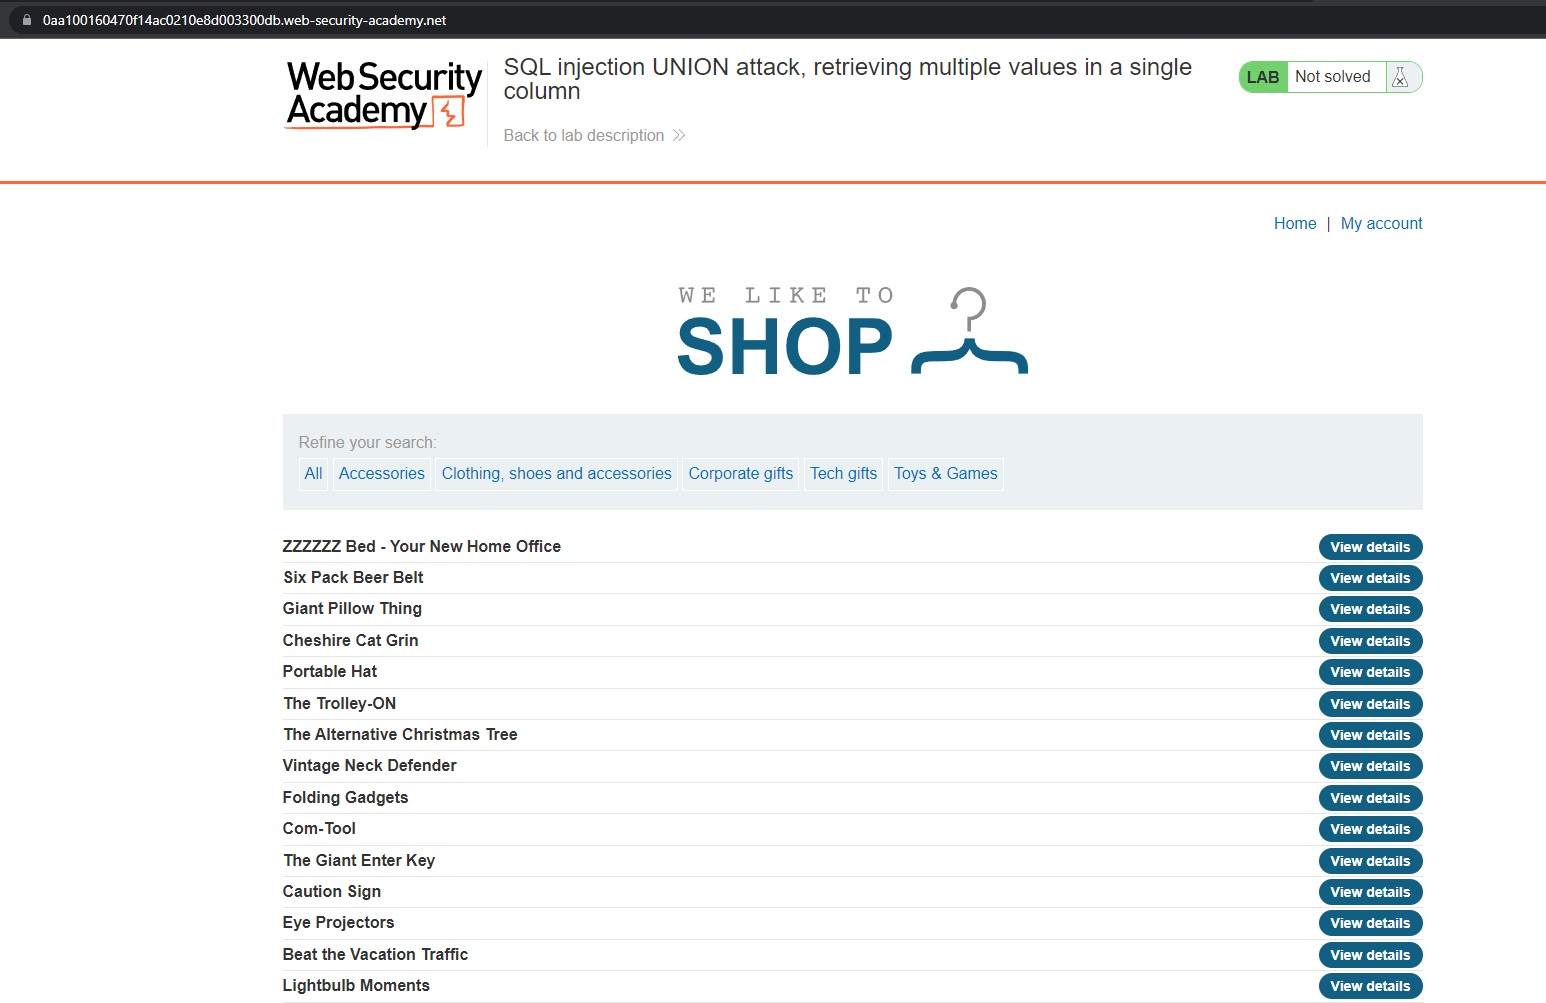 0aa100160470f14ac0210e8d003300db.web-security-academy.net
Web Security
Academy
SQL injection UNION attack, retrieving multiple values in a single
column
Back to lab description
LAB Not solved
Home | My account
WE LIKE TO
SHOP
Refine your search:
All Accessories Clothing, shoes and accessories Corporate gifts Tech gifts Toys & Games
ZZZZZZ Bed - Your New Home Office View details
Six Pack Beer Belt View details
Giant Pillow Thing View details
Cheshire Cat Grin View details
Portable Hat View details
The Trolley-ON View details
The Alternative Christmas Tree View details
Vintage Neck Defender View details
Folding Gadgets View details
Com-Tool View details
The Giant Enter Key View details
Caution Sign View details
Eye Projectors View details
Beat the Vacation Traffic View details
Lightbulb Moments View details